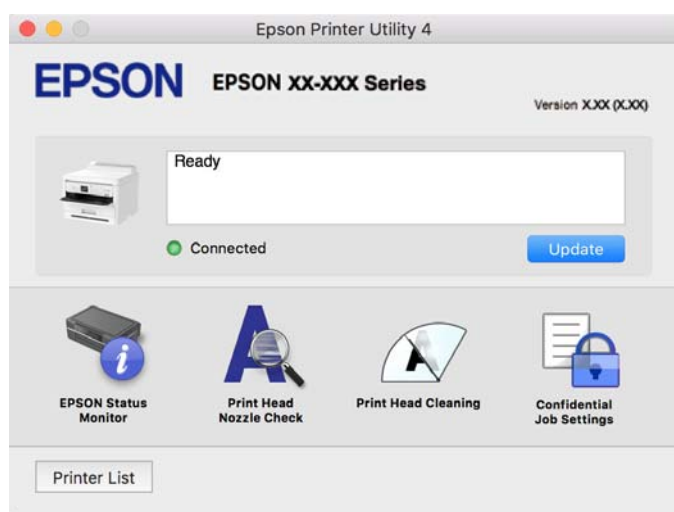 Epson Printer Utility 4
EPSON EPSON XX-XXX Series
Version X.XX (X.XX)
Ready
Connected
Update
EPSON Status
Monitor
Print Head
Nozzle Check
Print Head Cleaning
Confidential
Job Settings
Printer List